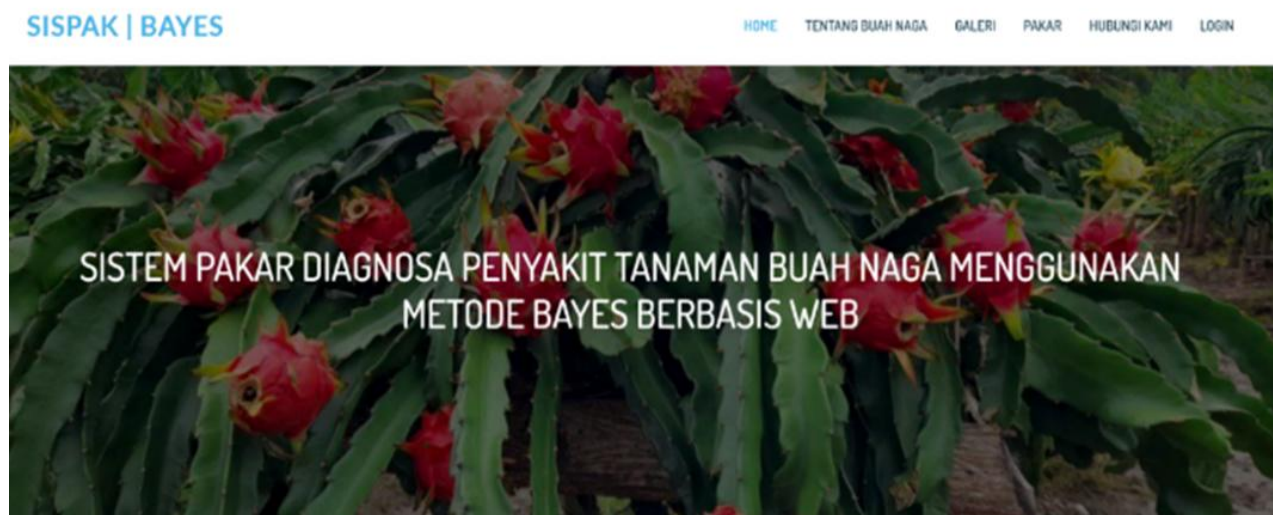 SISPAK | BAYES
HOME TENTANG BUAH NAGA GALERI PAKAR HUBUNGI KAMI LOGIN
SISTEM PAKAR DIAGNOSA PENYAKIT TANAMAN BUAH NAGA MENGGUNAKAN
METODE BAYES BERBASIS WEB